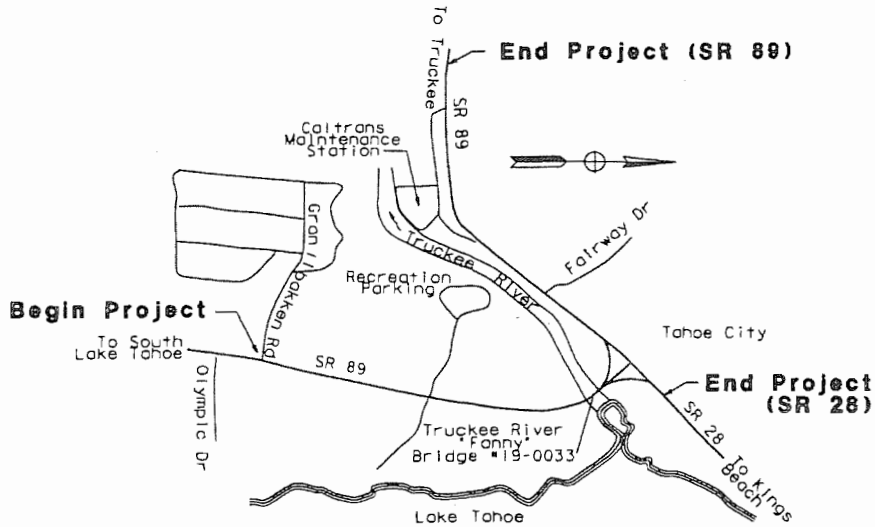 To Truckee
End Project (SR 89)
SR 89
Caltrans
Maintenance
Station
Granlibakken Rd
Truckee River
Fairway Dr
Recreation
Parking
Begin Project
To South
Lake Tahoe
SR 89
Olympic Dr
Tahoe City
End Project
(SR 28)
SR 28
Truckee River
"Fanny"
Bridge #19-0033
To Kings
Beach
Lake Tahoe